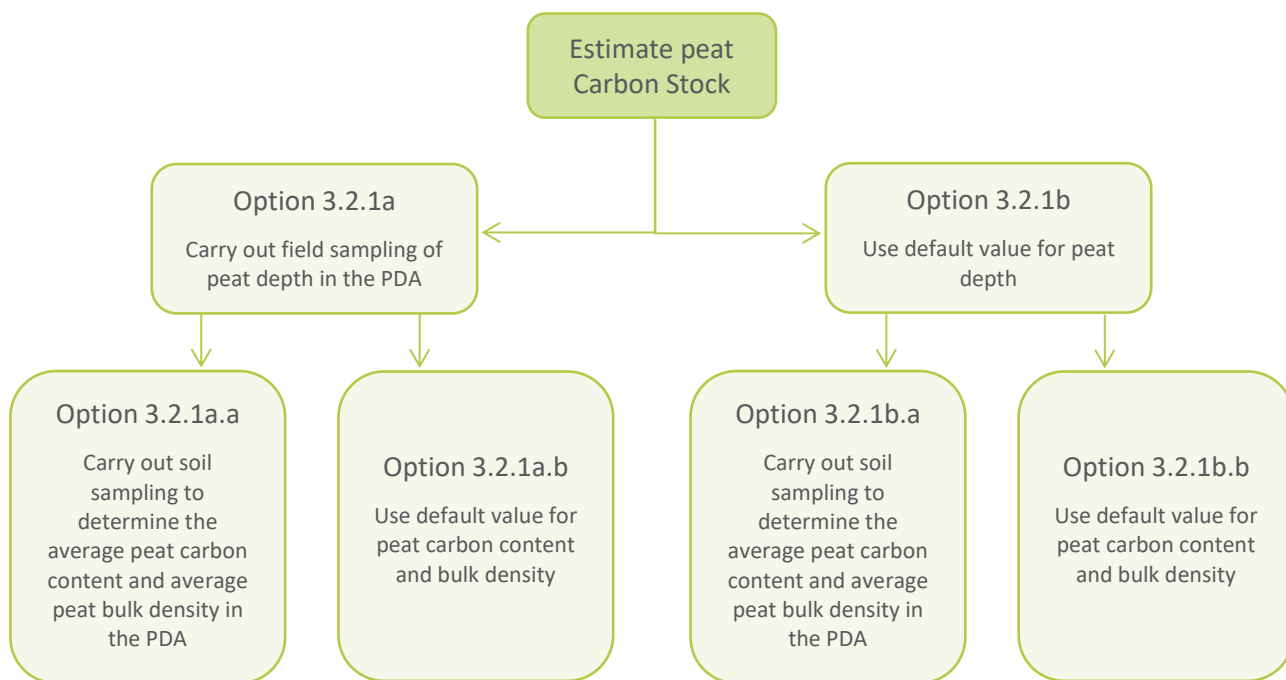 Estimate peat
Carbon Stock
Option 3.2.1a
Carry out field sampling of
peat depth in the PDA
Option 3.2.1b
Use default value for peat
depth
Option 3.2.1a.a
Carry out soil
sampling to
determine the
average peat carbon
content and average
peat bulk density in
the PDA
Option 3.2.1a.b
Use default value for
peat carbon content
and bulk density
Option 3.2.1b.a
Carry out soil
sampling to
determine the
average peat carbon
content and average
peat bulk density in
the PDA
Option 3.2.1b.b
Use default value for
peat carbon content
and bulk density